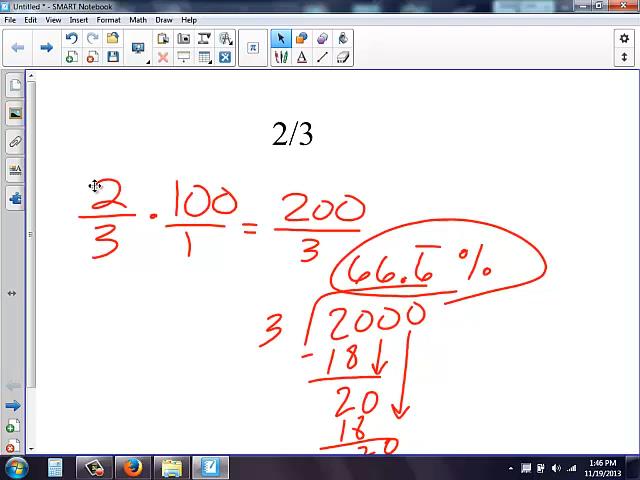 Untitled * - SMART Notebook
File Edit View Insert Format Math Draw Help
2/3
2/3 · 100/1 = 200/3
66.6̅ %
3 2000
- 18
20
18
20
1:46 PM
11/19/2013